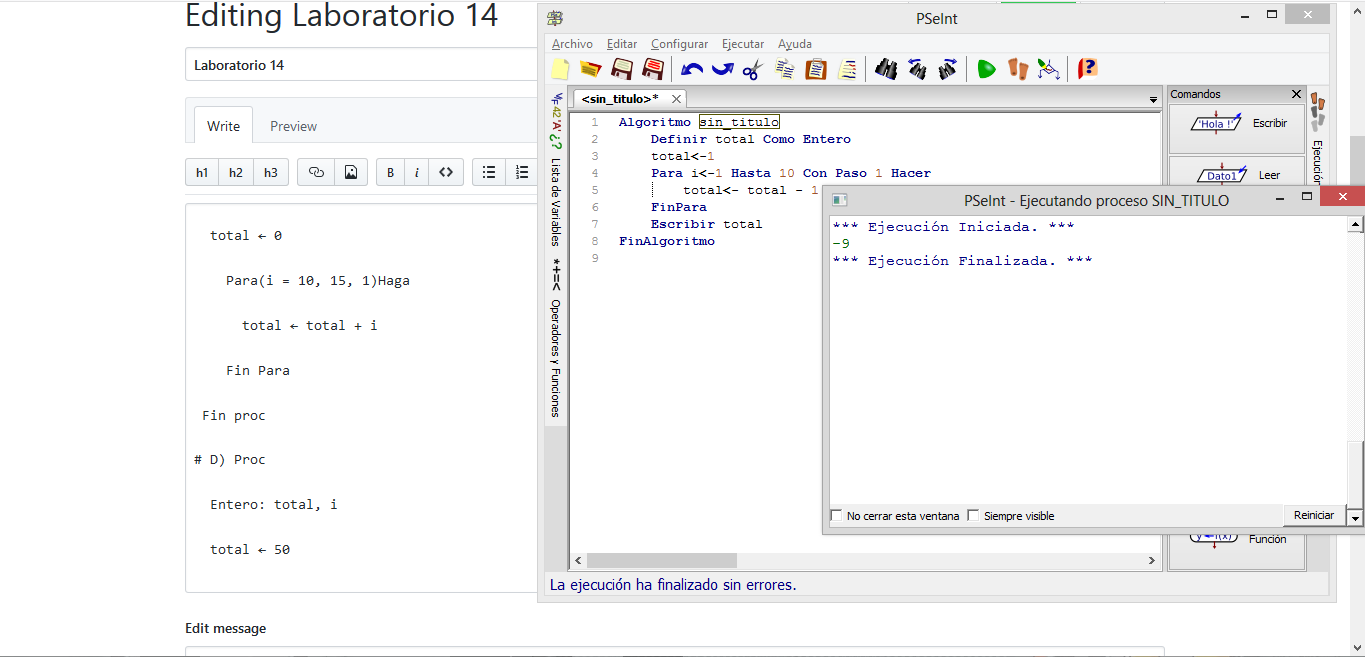 Editing Laboratorio 14
Laboratorio 14
Write
Preview
h1
h2
h3
B
i
<>
total ← 0
Para(i = 10, 15, 1)Haga
total ← total + i
Fin Para
Fin proc
# D) Proc
Entero: total, i
total ← 50
Edit message
PSeInt
Archivo
Editar
Configurar
Ejecutar
Ayuda
<sin_titulo>*
1 Algoritmo sin_titulo
2 Definir total Como Entero
3 total<-1
4 Para i<-1 Hasta 10 Con Paso 1 Hacer
5 total<- total - 1
6 FinPara
7 Escribir total
8 FinAlgoritmo
9
Lista de Variables
*+=< Operadores y Funciones
Comandos
'Hola !'
Escribir
Dato1
Leer
Ejecución
PSeInt - Ejecutando proceso SIN_TITULO
*** Ejecución Iniciada. ***
-9
*** Ejecución Finalizada. ***
No cerrar esta ventana
Siempre visible
Reiniciar
Función
La ejecución ha finalizado sin errores.